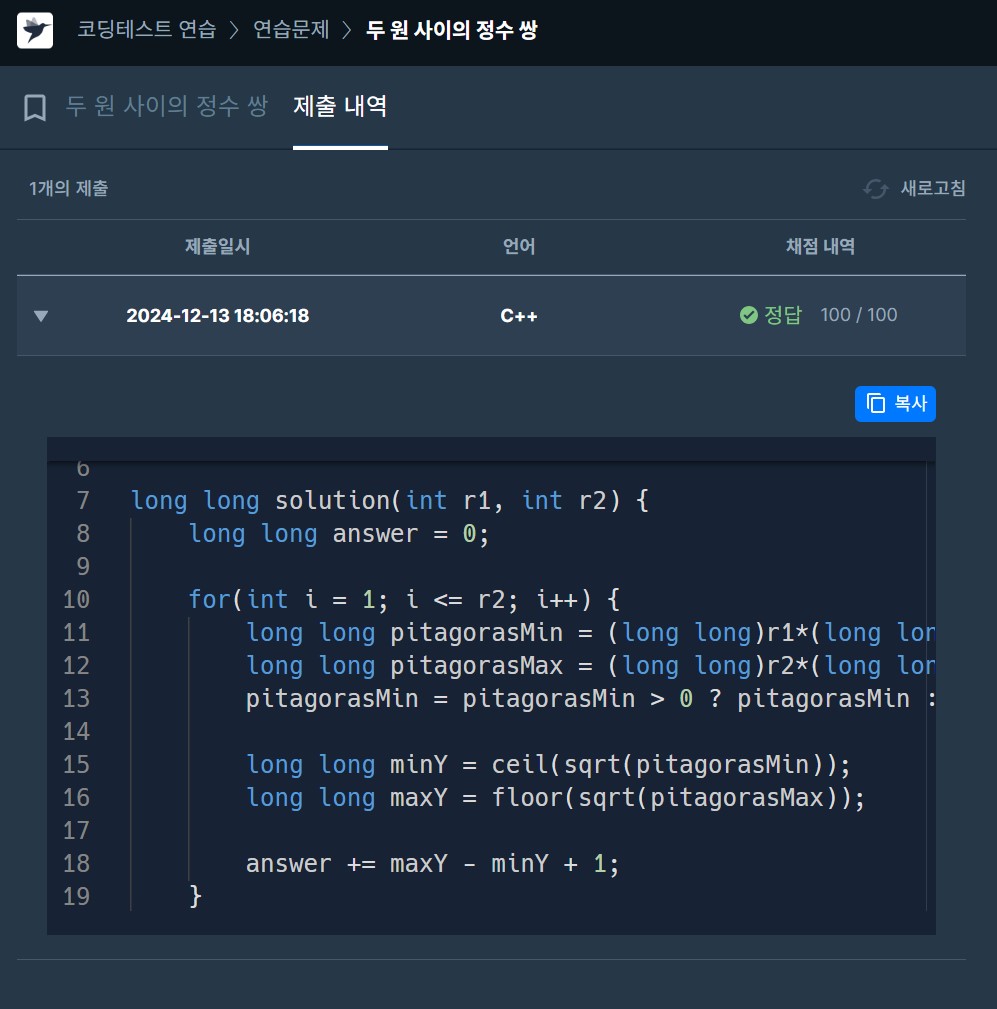 코딩테스트 연습 > 연습문제 > 두 원 사이의 정수 쌍
두 원 사이의 정수 쌍 제출 내역
1개의 제출 새로고침
제출일시 언어 채점 내역
2024-12-13 18:06:18 C++ 정답 100 / 100
복사
6
7 long long solution(int r1, int r2) {
8 long long answer = 0;
9
10 for(int i = 1; i <= r2; i++) {
11 long long pitagorasMin = (long long)r1*(long lon
12 long long pitagorasMax = (long long)r2*(long lon
13 pitagorasMin = pitagorasMin > 0 ? pitagorasMin :
14
15 long long minY = ceil(sqrt(pitagorasMin));
16 long long maxY = floor(sqrt(pitagorasMax));
17
18 answer += maxY - minY + 1;
19 }